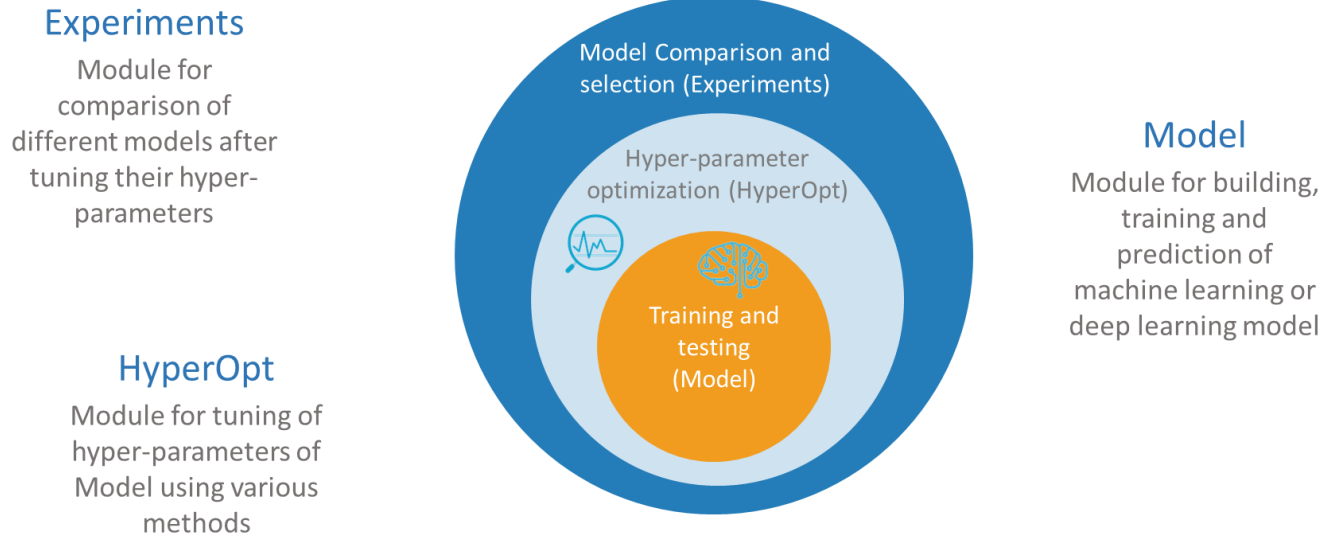 Experiments
Module for
comparison of
different models after
tuning their hyper-
parameters
HyperOpt
Module for tuning of
hyper-parameters of
Model using various
methods
Model Comparison and
selection (Experiments)
Hyper-parameter
optimization (HyperOpt)
Training and
testing
(Model)
Model
Module for building,
training and
prediction of
machine learning or
deep learning model